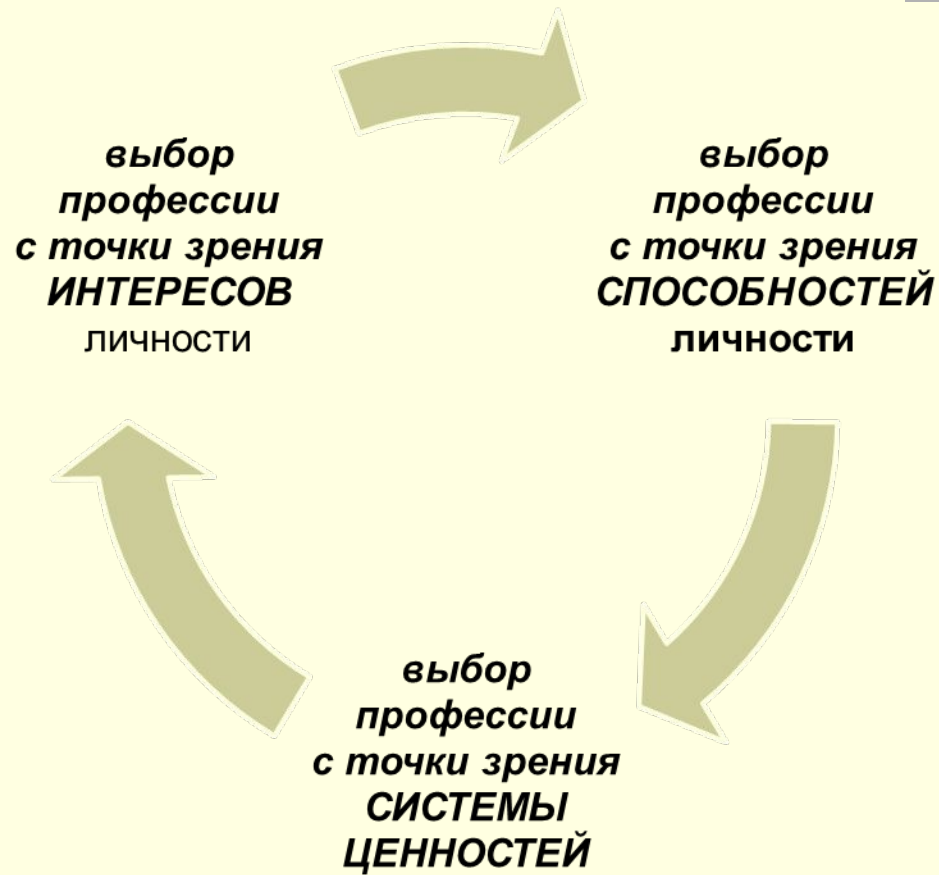 выбор
профессии
с точки зрения
ИНТЕРЕСОВ
личности
выбор
профессии
с точки зрения
СПОСОБНОСТЕЙ
личности
выбор
профессии
с точки зрения
СИСТЕМЫ
ЦЕННОСТЕЙ